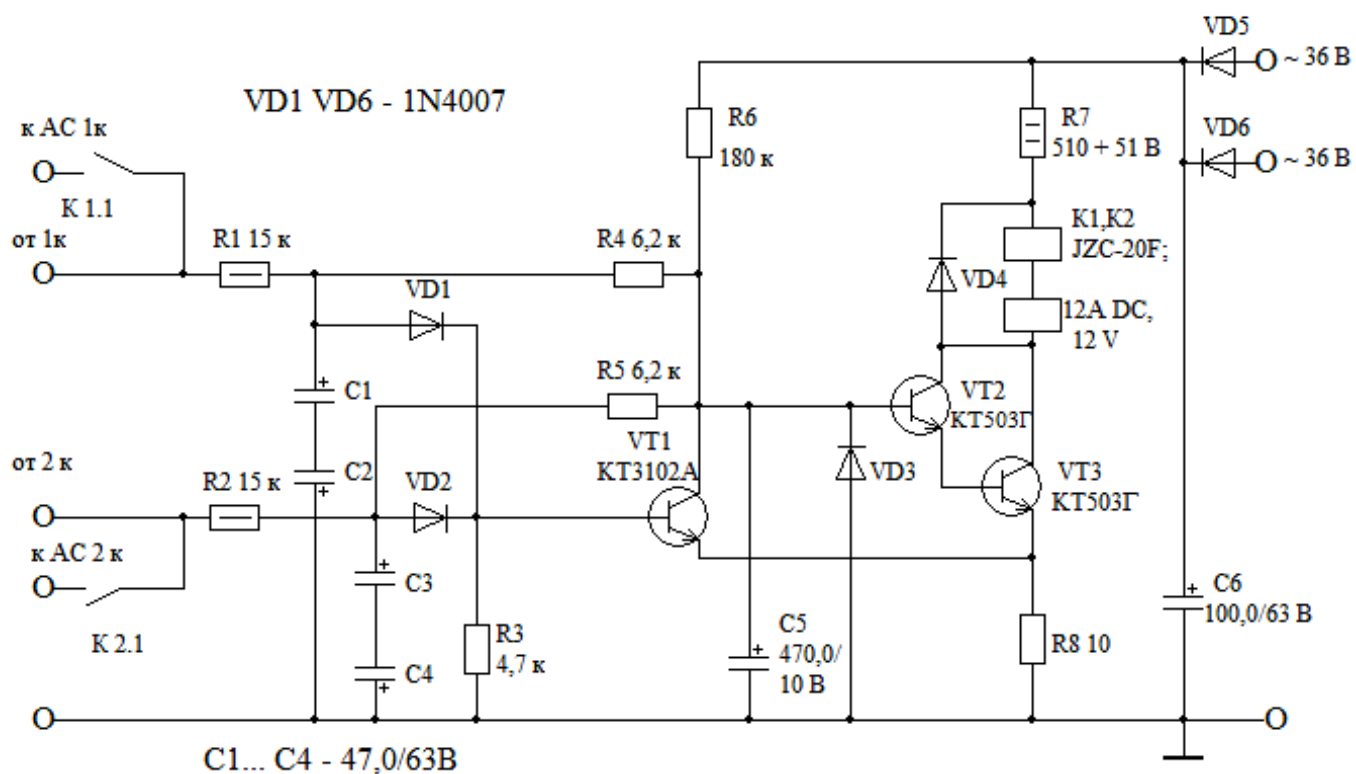 VD5
~ 36 В
VD1 VD6 - 1N4007
R6
180 к
R7
510 + 51 В
VD6
~ 36 В
к АС 1к
К 1.1
от 1к
R1 15 к
R4 6,2 к
K1,K2
JZC-20F;
VD1
VD4
12A DC,
12 V
R5 6,2 к
C1
VT2
КТ503Г
VT1
КТ3102А
от 2 к
R2 15 к
C2
VD2
VD3
VT3
КТ503Г
к АС 2 к
К 2.1
C3
C4
R3
4,7 к
C5
470,0/
10 В
R8 10
C6
100,0/63 В
C1... C4 - 47,0/63В